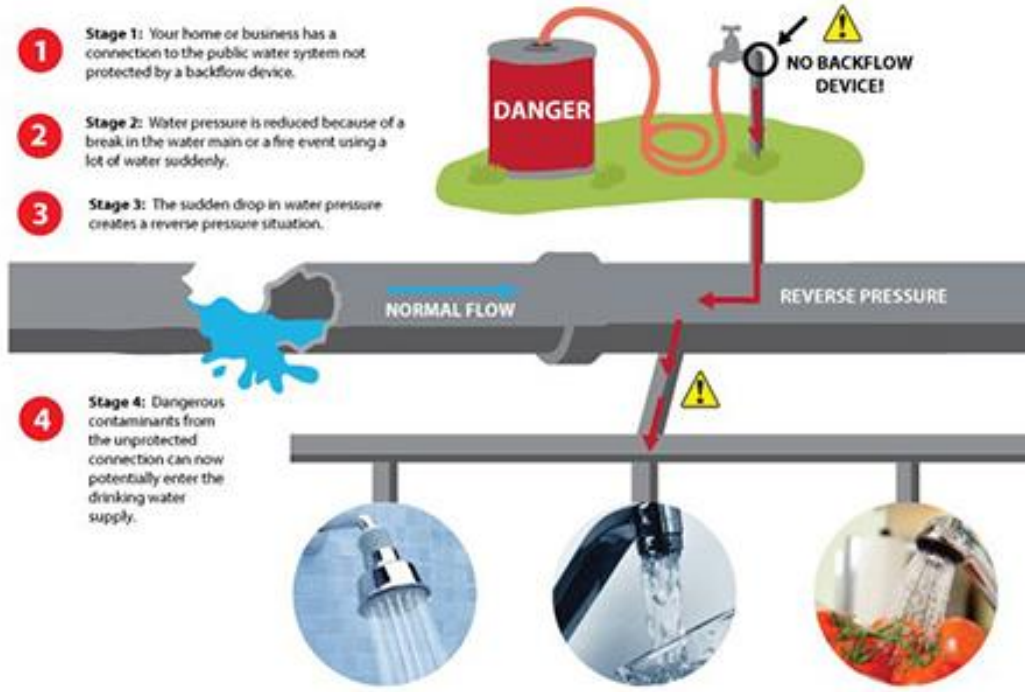 1
Stage 1: Your home or business has a
connection to the public water system not
protected by a backflow device.
2
Stage 2: Water pressure is reduced because of a
break in the water main or a fire event using a
lot of water suddenly.
3
Stage 3: The sudden drop in water pressure
creates a reverse pressure situation.
DANGER
!
NO BACKFLOW
DEVICE!
NORMAL FLOW
REVERSE PRESSURE
4
Stage 4: Dangerous
contaminants from
the unprotected
connection can now
potentially enter the
drinking water
supply.
!